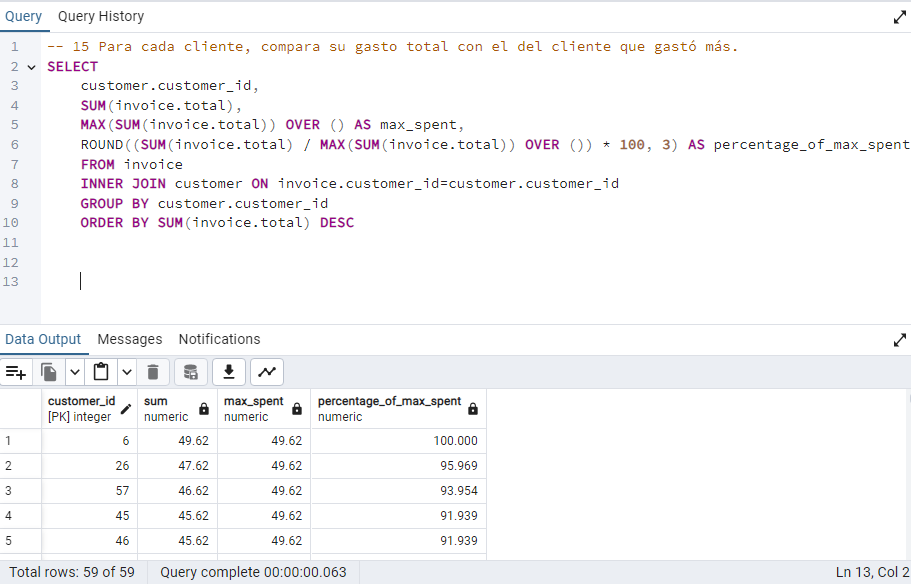 Query Query History
1 -- 15 Para cada cliente, compara su gasto total con el del cliente que gastó más.
2 SELECT
3 customer.customer_id,
4 SUM(invoice.total),
5 MAX(SUM(invoice.total)) OVER () AS max_spent,
6 ROUND((SUM(invoice.total) / MAX(SUM(invoice.total)) OVER ()) * 100, 3) AS percentage_of_max_spent
7 FROM invoice
8 INNER JOIN customer ON invoice.customer_id=customer.customer_id
9 GROUP BY customer.customer_id
10 ORDER BY SUM(invoice.total) DESC
11
12
13
Data Output Messages Notifications
customer_id sum max_spent percentage_of_max_spent
[PK] integer numeric numeric numeric
1 6 49.62 49.62 100.000
2 26 47.62 49.62 95.969
3 57 46.62 49.62 93.954
4 45 45.62 49.62 91.939
5 46 45.62 49.62 91.939
Total rows: 59 of 59 Query complete 00:00:00.063 Ln 13, Col 2